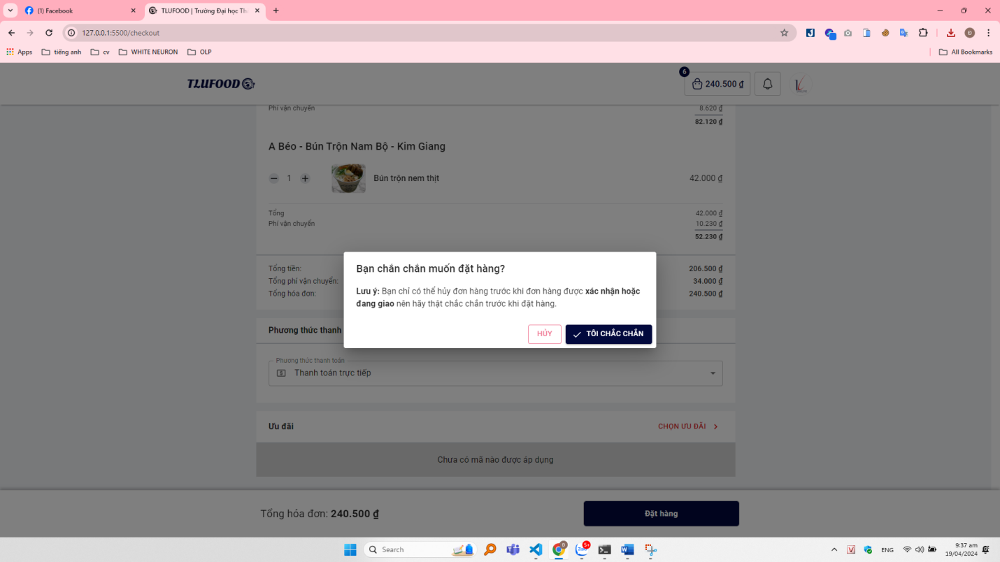 (1) Facebook
TLUFOOD | Trường Đại học Thă
127.0.0.1:5500/checkout
Apps
tiếng anh
cv
WHITE NEURON
OLP
All Bookmarks
TLUFOOD
6
240.500 ₫
Phí vận chuyển
8.620 ₫
82.120 ₫
A Béo - Bún Trộn Nam Bộ - Kim Giang
1
Bún trộn nem thịt
42.000 ₫
Tổng
42.000 ₫
Phí vận chuyển
10.230 ₫
52.230 ₫
Tổng tiền:
206.500 ₫
Tổng phí vận chuyển:
34.000 ₫
Tổng hóa đơn:
240.500 ₫
Bạn chắn chắn muốn đặt hàng?
Lưu ý: Bạn chỉ có thể hủy đơn hàng trước khi đơn hàng được xác nhận hoặc
đang giao nên hãy thật chắc chắn trước khi đặt hàng.
HỦY
TÔI CHẮC CHẮN
Phương thức thanh
Phương thức thanh toán
Thanh toán trực tiếp
Ưu đãi
CHỌN ƯU ĐÃI
Chưa có mã nào được áp dụng
Tổng hóa đơn: 240.500 ₫
Đặt hàng
Search
5+
ENG
9:37 am
19/04/2024